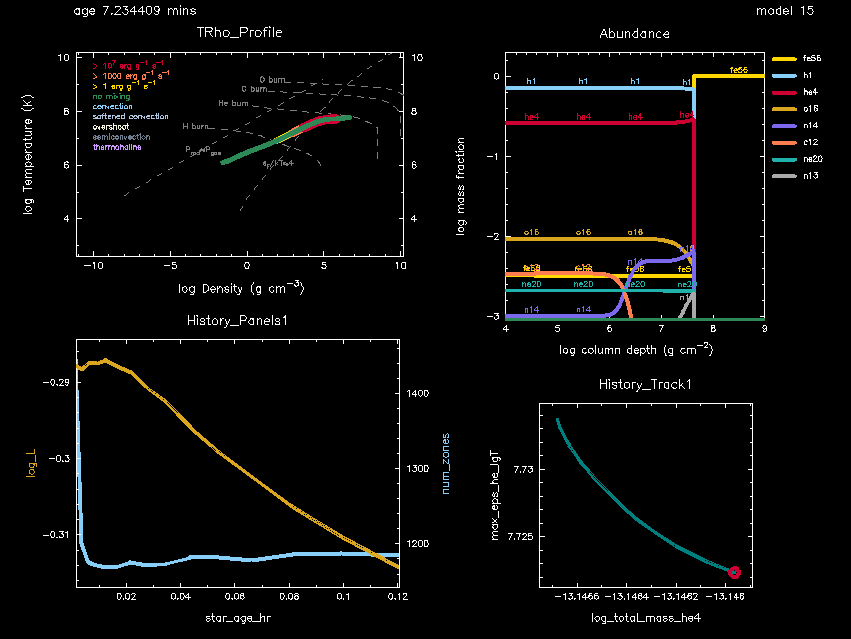 age 7.234409 mins
model 15
TRho_Profile
10
8
6
4
log Temperature (K)
> 10⁷ erg g⁻¹ s⁻¹
> 1000 erg g⁻¹ s⁻¹
> 1 erg g⁻¹ s⁻¹
no mixing
convection
softened convection
overshoot
semiconvection
thermohaline
O burn
C burn
He burn
H burn
10
8
6
4
−10
−5
0
5
10
log Density (g cm⁻³)
Abundance
0
−1
−2
−3
log mass fraction
fe56
h1 h1 h1 h1
he4 he4 he4 he4
o16 o16 o16
fe56 fe56 fe56 fe5
ne20 ne20 ne20 ne20
n14 n14
4 5 6 7 8 9
log column depth (g cm⁻²)
fe56
h1
he4
o16
n14
c12
ne20
n13
History_Panels1
−0.29
−0.3
−0.31
log_L
1400
1300
1200
num_zones
0.02 0.04 0.06 0.08 0.1 0.12
star_age_hr
History_Track1
7.73
7.725
max_eps_he_lgT
−13.1466 −13.1464 −13.1462 −13.146
log_total_mass_he4